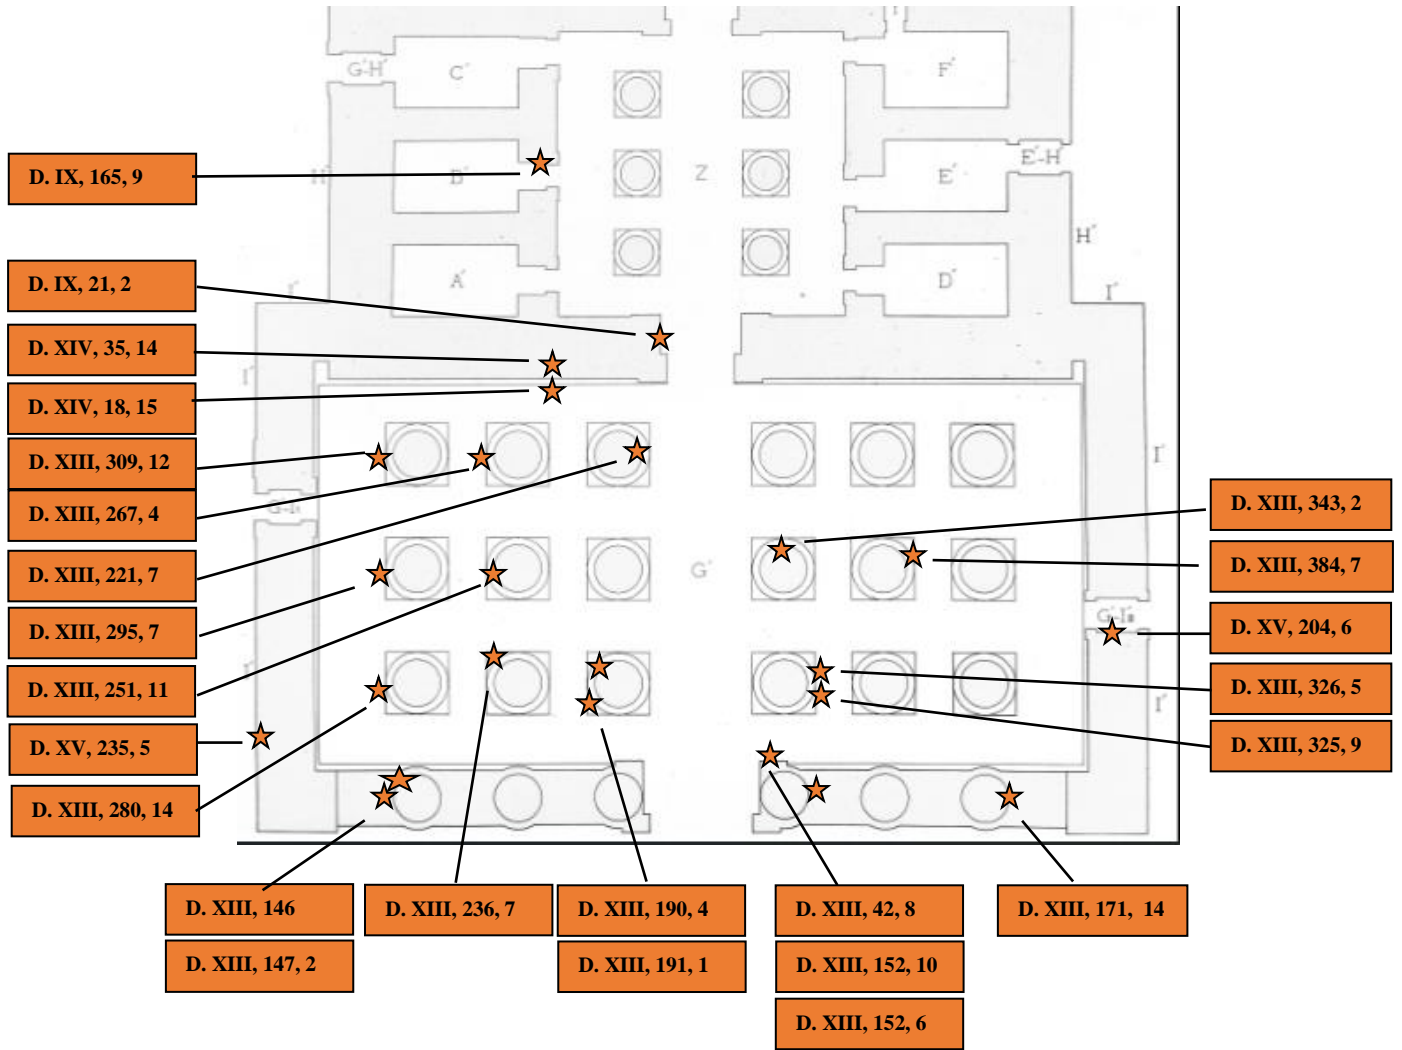 G´-H´
C´
F´
D. IX, 165, 9
H´
B´
Z
E´
E´-H´
H´
D. IX, 21, 2
A´
D´
I´
I´
D. XIV, 35, 14
I´
D. XIV, 18, 15
D. XIII, 309, 12
I´
D. XIII, 267, 4
D. XIII, 343, 2
D. XIII, 221, 7
G´
D. XIII, 384, 7
D. XIII, 295, 7
D. XV, 204, 6
D. XIII, 251, 11
I´
D. XIII, 326, 5
D. XV, 235, 5
D. XIII, 325, 9
D. XIII, 280, 14
D. XIII, 146
D. XIII, 236, 7
D. XIII, 190, 4
D. XIII, 42, 8
D. XIII, 171, 14
D. XIII, 147, 2
D. XIII, 191, 1
D. XIII, 152, 10
D. XIII, 152, 6